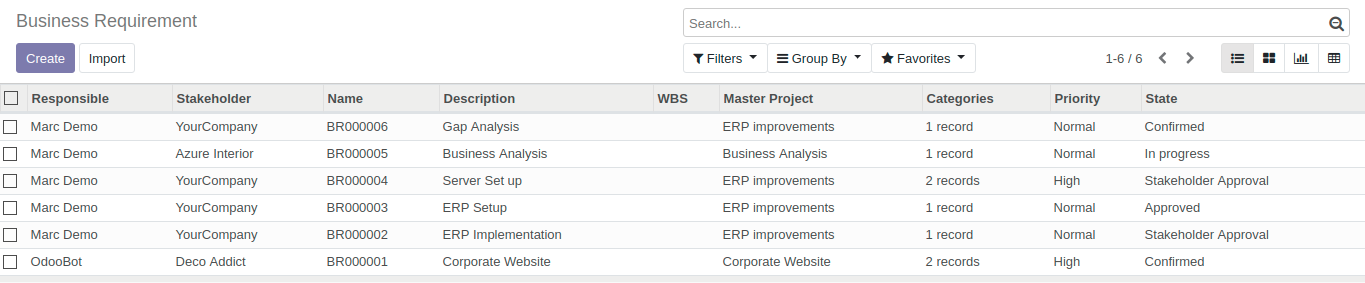 Business Requirement
Search...
Create Import Filters Group By Favorites 1-6 / 6
Responsible Stakeholder Name Description WBS Master Project Categories Priority State
Marc Demo YourCompany BR000006 Gap Analysis ERP improvements 1 record Normal Confirmed
Marc Demo Azure Interior BR000005 Business Analysis Business Analysis 1 record Normal In progress
Marc Demo YourCompany BR000004 Server Set up ERP improvements 2 records High Stakeholder Approval
Marc Demo YourCompany BR000003 ERP Setup ERP improvements 1 record Normal Approved
Marc Demo YourCompany BR000002 ERP Implementation ERP improvements 1 record Normal Stakeholder Approval
OdooBot Deco Addict BR000001 Corporate Website Corporate Website 2 records High Confirmed